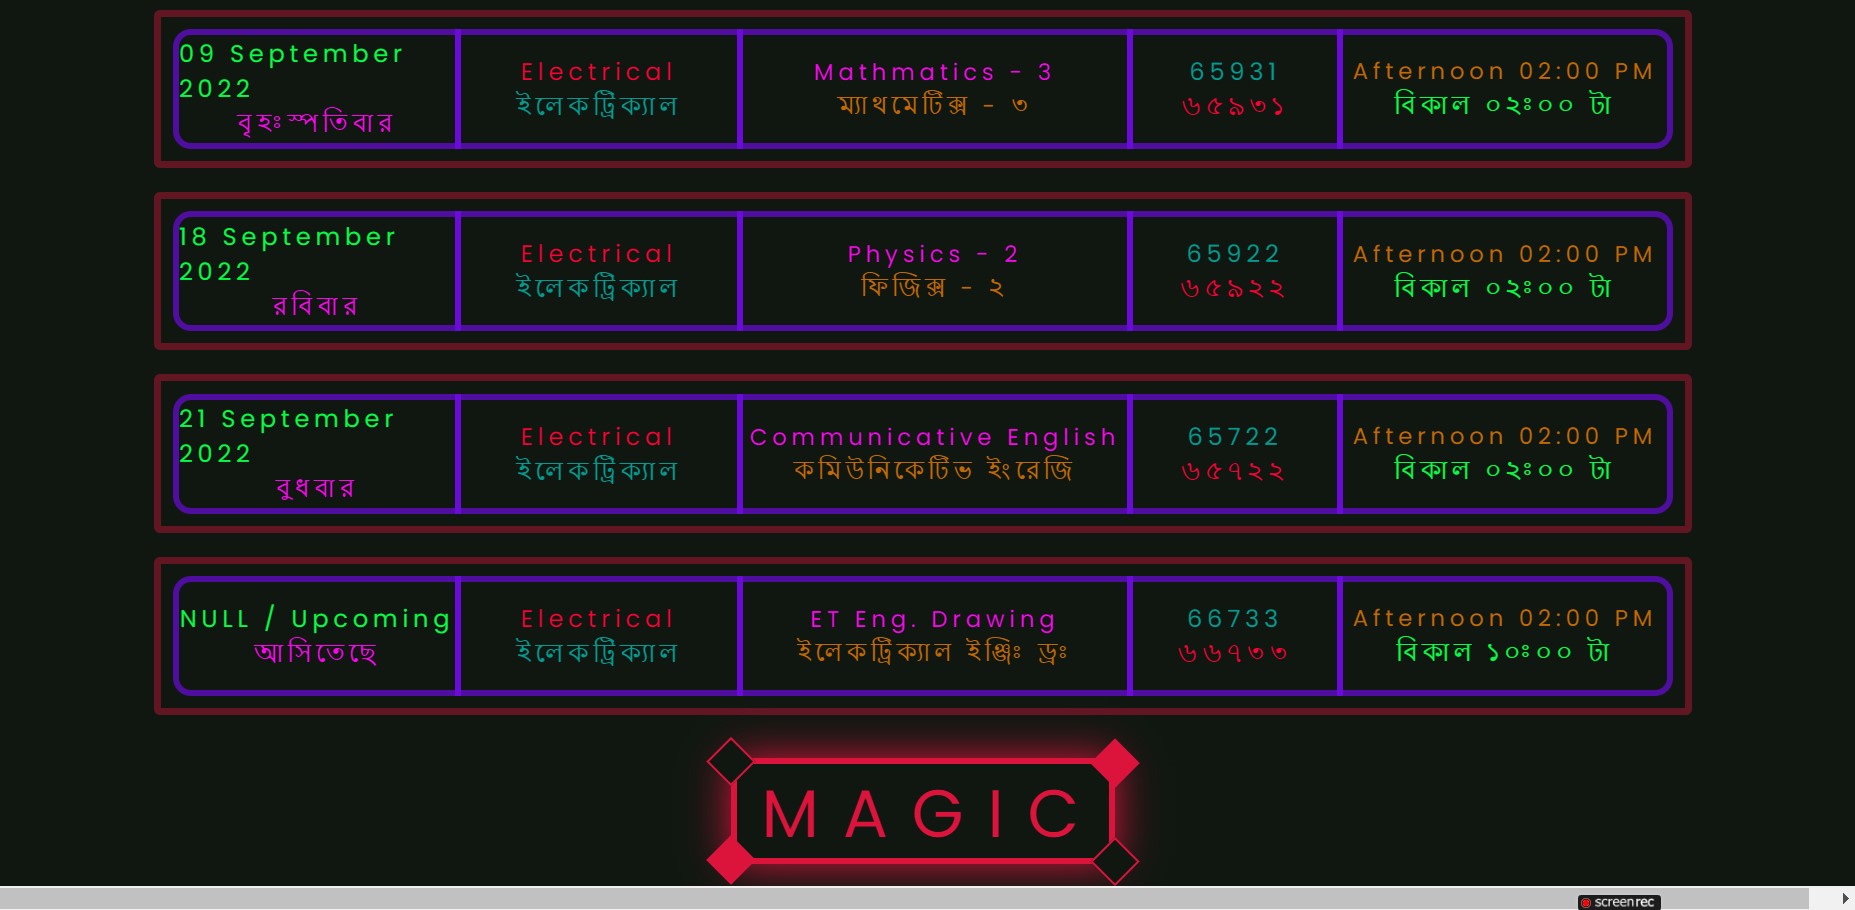 09 September
2022
বৃহঃস্পতিবার
Electrical
ইলেকট্রিক্যাল
Mathmatics - 3
ম্যাথমেটিক্স - ৩
65931
৬৫৯৩১
Afternoon 02:00 PM
বিকাল ০২ঃ০০ টা
18 September
2022
রবিবার
Electrical
ইলেকট্রিক্যাল
Physics - 2
ফিজিক্স - ২
65922
৬৫৯২২
Afternoon 02:00 PM
বিকাল ০২ঃ০০ টা
21 September
2022
বুধবার
Electrical
ইলেকট্রিক্যাল
Communicative English
কমিউনিকেটিভ ইংরেজি
65722
৬৫৭২২
Afternoon 02:00 PM
বিকাল ০২ঃ০০ টা
NULL / Upcoming
আসিতেছে
Electrical
ইলেকট্রিক্যাল
ET Eng. Drawing
ইলেকট্রিক্যাল ইঞ্জিঃ ড্রঃ
66733
৬৬৭৩৩
Afternoon 02:00 PM
বিকাল ১০ঃ০০ টা
MAGIC
screenrec